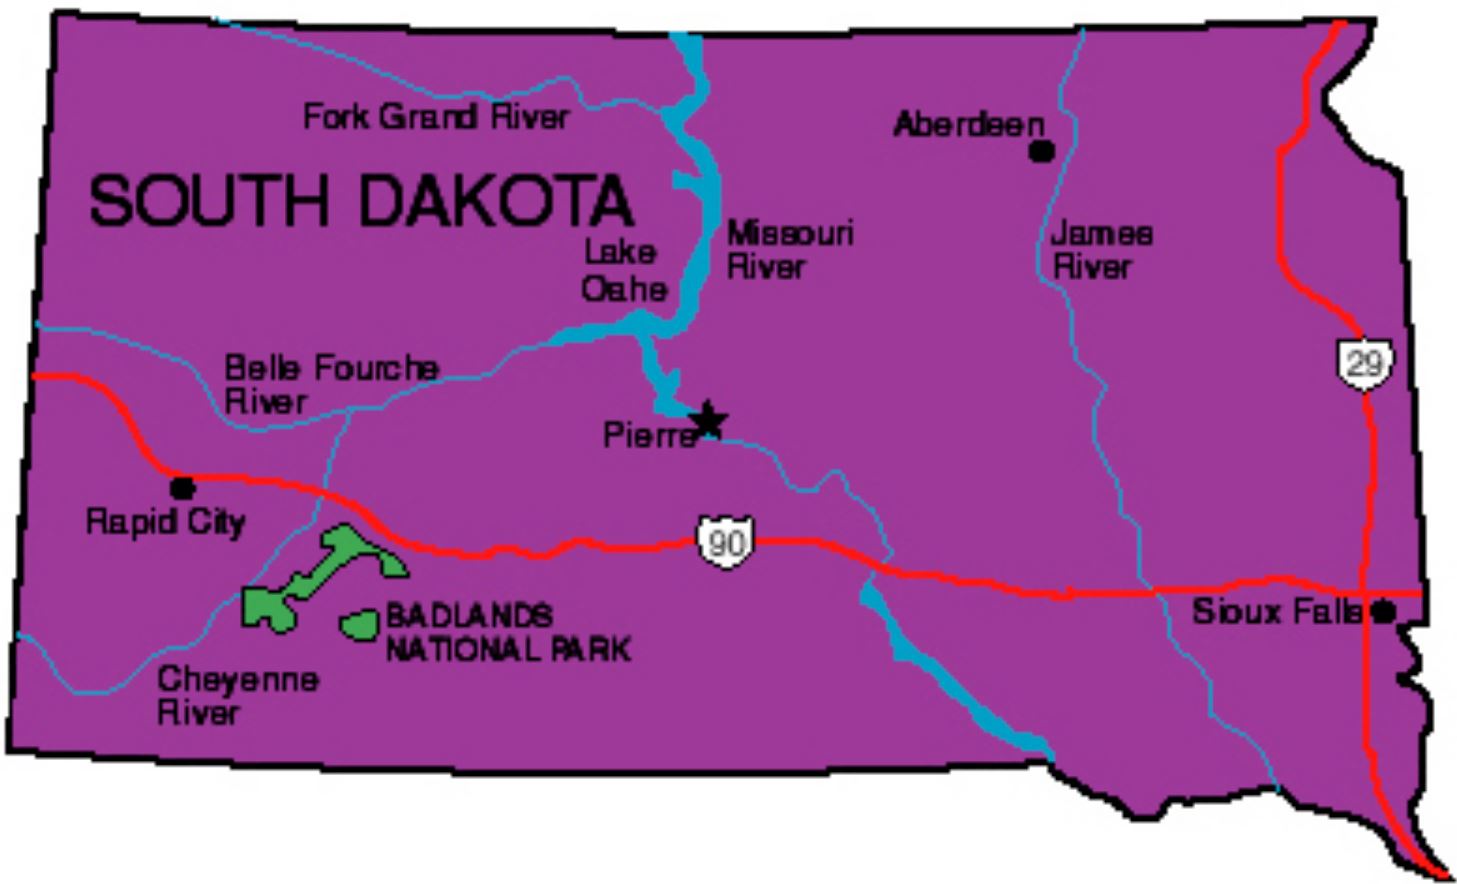 Fork Grand River
Aberdeen
SOUTH DAKOTA
Lake
Oahe
Missouri
River
James
River
Belle Fourche
River
29
Pierre
Rapid City
90
BADLANDS
NATIONAL PARK
Sioux Falls
Cheyenne
River